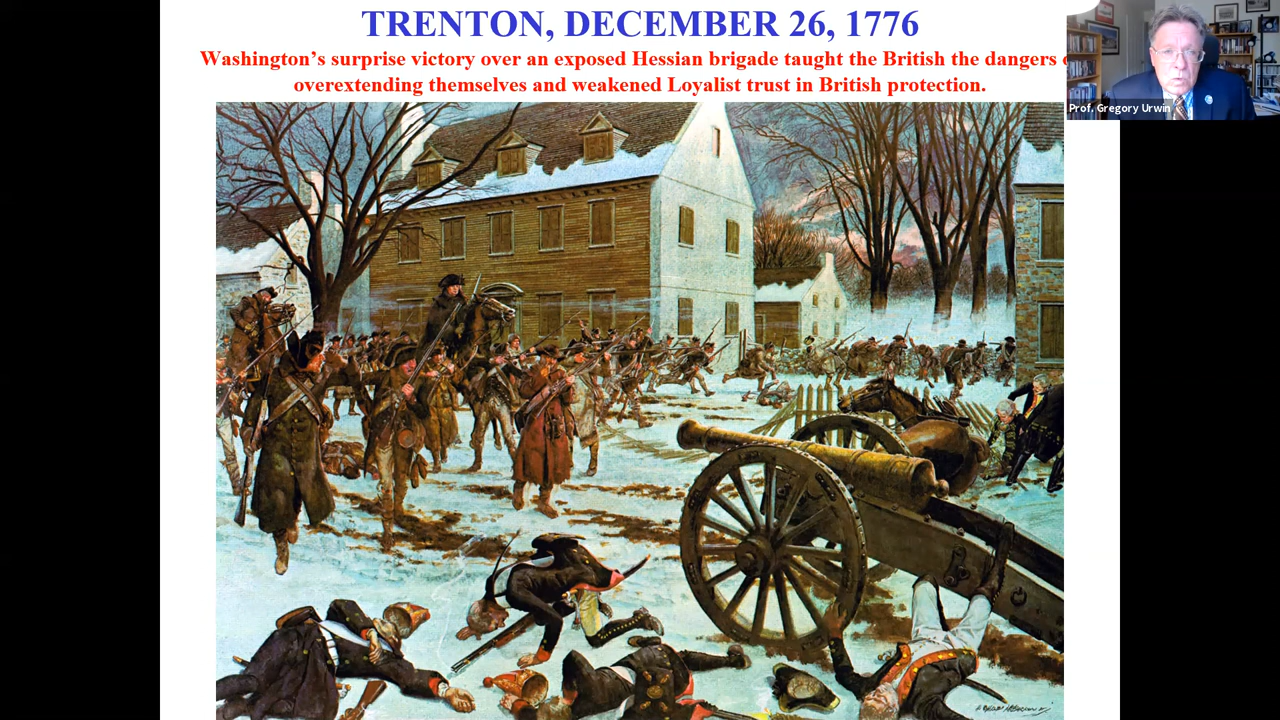 TRENTON, DECEMBER 26, 1776
Washington's surprise victory over an exposed Hessian brigade taught the British the dangers
overextending themselves and weakened Loyalist trust in British protection.
Prof. Gregory Urwin